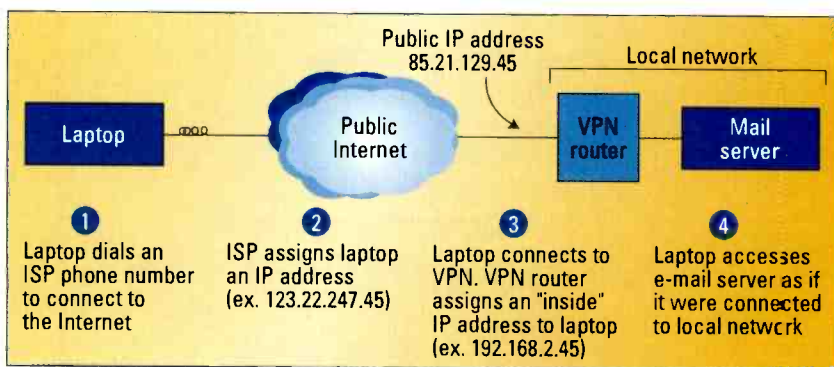 Public IP address
85.21.129.45
Local network
Laptop
Public
Internet
VPN
router
Mail
server
1
Laptop dials an
ISP phone number
to connect to
the Internet
2
ISP assigns laptop
an IP address
(ex. 123.22.247.45)
3
Laptop connects to
VPN. VPN router
assigns an "inside"
IP address to laptop
(ex. 192.168.2.45)
4
Laptop accesses
e-mail server as if
it were connected
to local network